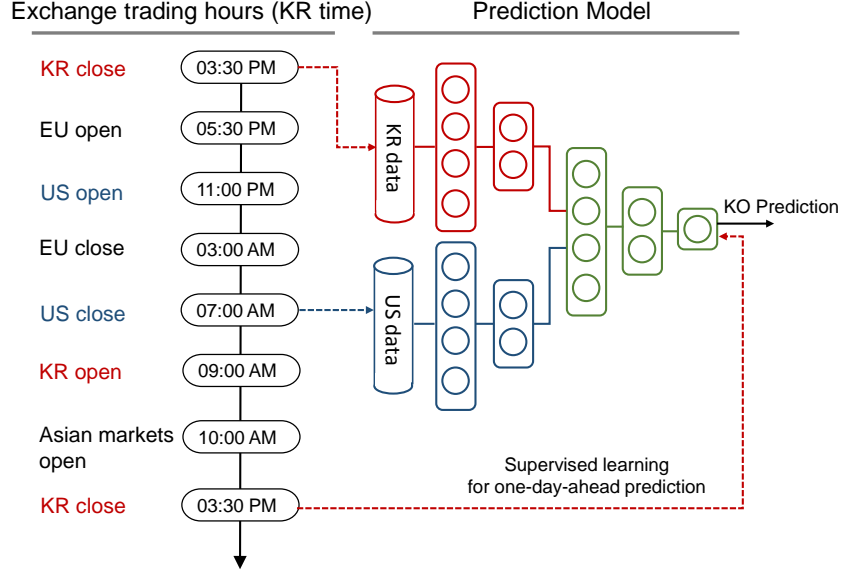 Exchange trading hours (KR time)
Prediction Model
KR close
03:30 PM
EU open
05:30 PM
US open
11:00 PM
EU close
03:00 AM
US close
07:00 AM
KR open
09:00 AM
Asian markets
open
10:00 AM
KR close
03:30 PM
KR data
US data
KO Prediction
Supervised learning
for one-day-ahead prediction